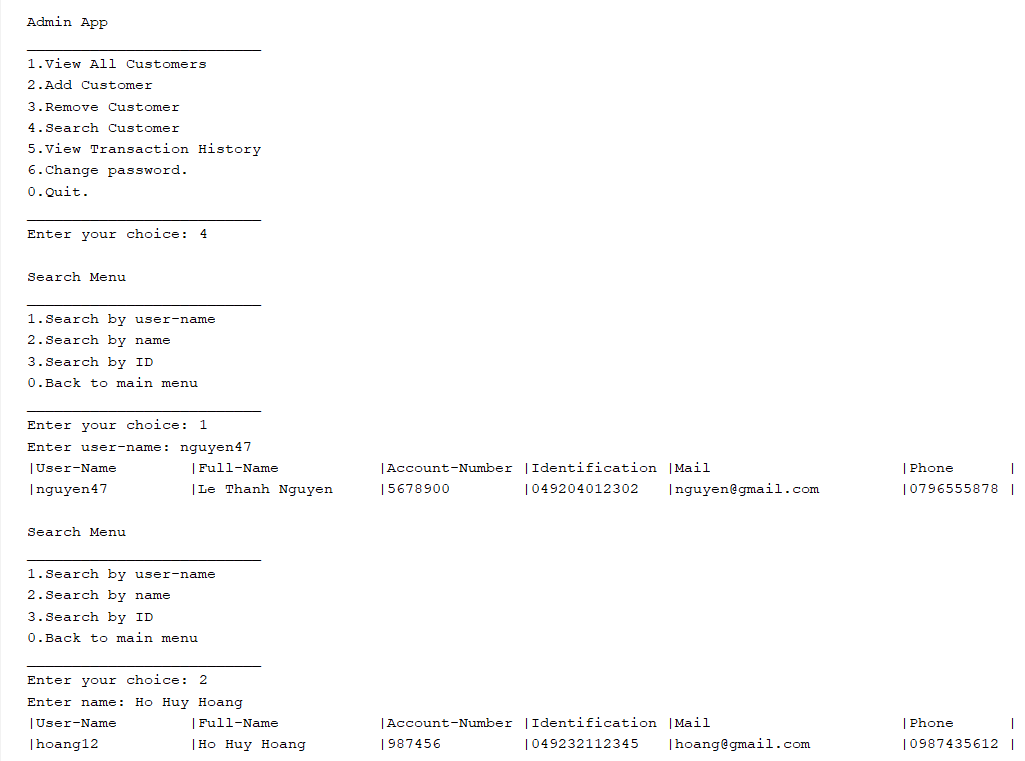 Admin App
__________________________
1.View All Customers
2.Add Customer
3.Remove Customer
4.Search Customer
5.View Transaction History
6.Change password.
0.Quit.
__________________________
Enter your choice: 4
Search Menu
__________________________
1.Search by user-name
2.Search by name
3.Search by ID
0.Back to main menu
__________________________
Enter your choice: 1
Enter user-name: nguyen47
|User-Name        |Full-Name           |Account-Number |Identification |Mail                     |Phone      |
|nguyen47         |Le Thanh Nguyen     |5678900        |049204012302   |nguyen@gmail.com         |0796555878 |
Search Menu
__________________________
1.Search by user-name
2.Search by name
3.Search by ID
0.Back to main menu
__________________________
Enter your choice: 2
Enter name: Ho Huy Hoang
|User-Name        |Full-Name           |Account-Number |Identification |Mail                     |Phone      |
|hoang12          |Ho Huy Hoang        |987456         |049232112345   |hoang@gmail.com          |0987435612 |